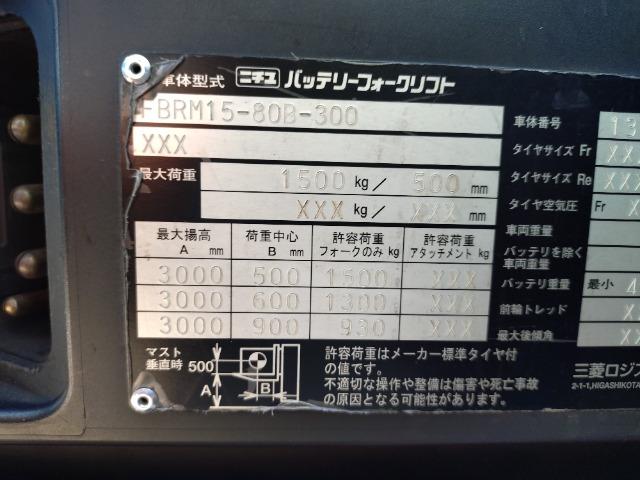 車体型式 ニチユ バッテリーフォークリフト
FBRM15-80B-300
XXX
最大荷重 1500 kg/ 500 mm
XXX kg/ XXX mm
最大揚高 A mm 荷重中心 B mm 許容荷重 フォークのみ kg 許容荷重 アタッチメント kg
3000 500 1500 XXX
3000 600 1300 XXX
3000 900 930 XXX
マスト垂直時 500 A B
許容荷重はメーカー標準タイヤ付
の値です。
不適切な操作や整備は傷害や死亡事故
の原因となる可能性があります。
車体番号 13
タイヤサイズ Fr XX
タイヤサイズ Re XXX
タイヤ空気圧 Fr X
車両重量
バッテリを除く
車両重量
バッテリ重量 最小 4
前輪トレッド X
最大後傾角 XX
三菱ロジス
2-1-1,HIGASHIKOTA